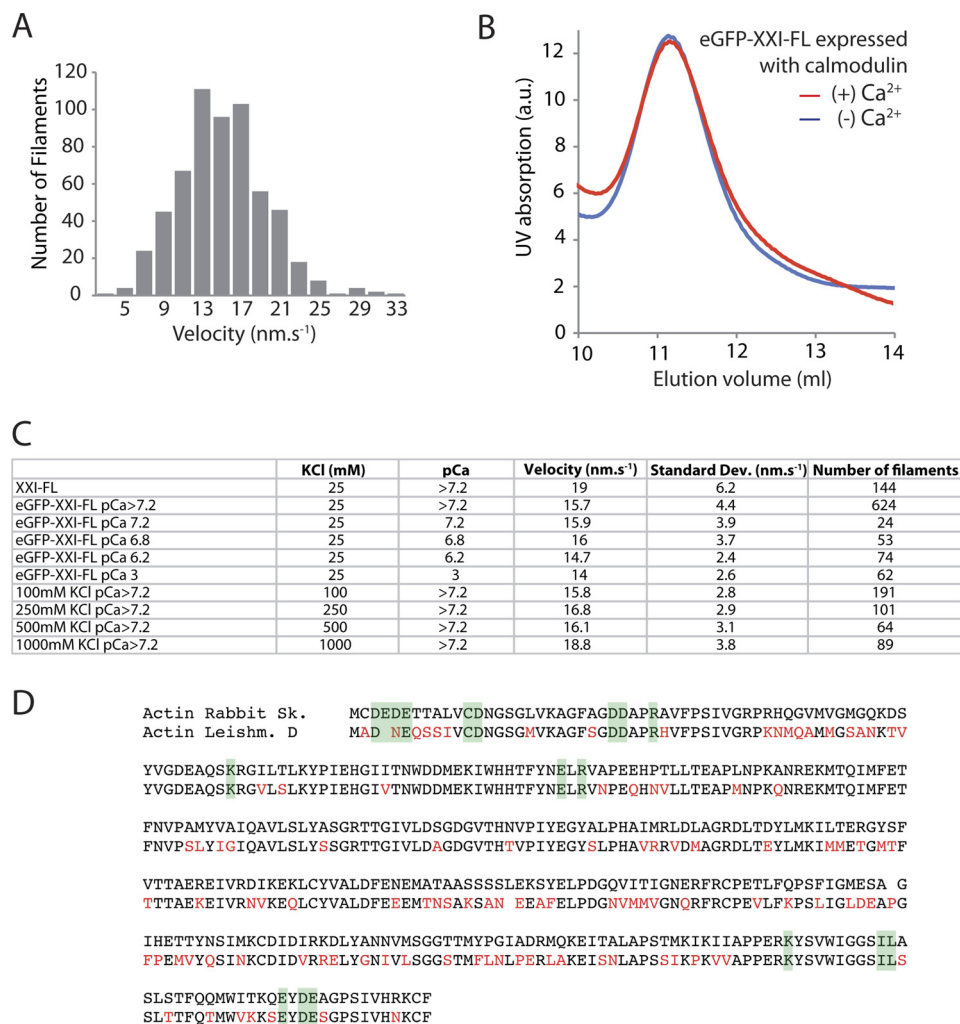 A
Number of Filaments
120
100
80
60
40
20
0
5 9 13 17 21 25 29 33
Velocity (nm.s⁻¹)
B
eGFP-XXI-FL expressed
with calmodulin
(+) Ca²⁺
(-) Ca²⁺
UV absorption (a.u.)
12
10
8
6
4
2
0
10 11 12 13 14
Elution volume (ml)
C
KCl (mM) pCa Velocity (nm.s⁻¹) Standard Dev. (nm.s⁻¹) Number of filaments
XXI-FL 25 >7.2 19 6.2 144
eGFP-XXI-FL pCa>7.2 25 >7.2 15.7 4.4 624
eGFP-XXI-FL pCa 7.2 25 7.2 15.9 3.9 24
eGFP-XXI-FL pCa 6.8 25 6.8 16 3.7 53
eGFP-XXI-FL pCa 6.2 25 6.2 14.7 2.4 74
eGFP-XXI-FL pCa 3 25 3 14 2.6 62
100mM KCl pCa>7.2 100 >7.2 15.8 2.8 191
250mM KCl pCa>7.2 250 >7.2 16.8 2.9 101
500mM KCl pCa>7.2 500 >7.2 16.1 3.1 64
1000mM KCl pCa>7.2 1000 >7.2 18.8 3.8 89
D
Actin Rabbit Sk. MCDEDETTALVCDNGSGLVKAGFAGDDAPRAVFPSIVGRPRHQGVMVGMGQKDS
Actin Leishm. D MAD NEQSSIVCDNGSGMVKAGFSGDDAPRHVFPSIVGRPKNMQAMMGSANKTV
YVGDEAQSKRGILTLKYPIEHGIITNWDDMEKIWHHTFYNELRVAPEEHPTLLTEAPLNPKANREKMTQIMFET
YVGDEAQSKRGVLSLKYPIEHGIVTNWDDMEKIWHHTFYNELRVNPEQHNVLLTEAPMNPKQNREKMTQIMFET
FNVPAMYVAIQAVLSLYASGRTTGIVLDSGDGVTHNVPIYEGYALPHAIMRLDLAGRDLTDYLMKILTERGYSF
FNVPSLYIGIQAVLSLYSSGRTTGIVLDAGDGVTHTVPIYEGYSLPHAVRRVDMAGRDLTEYLMKIMMETGMTF
VTTAEREIVRDIKEKLCYVALDFENEMATAASSSSLEKSYELPDGQVITIGNERFRCPETLFQPSFIGMESA G
TTTAEKEIVRNVKEQLCYVALDFEEEMTNSAKSAN EEAFELPDGNVMMVGNQRFRCPEVLFKPSLIGLDEAPG
IHETTYNSIMKCDIDIRKDLYANNVMSGGTTMYPGIADRMQKEITALAPSTMKIKIIAPPERKYSVWIGGSILA
FPEMVYQSINKCDIDVRRELYGNIVLSGGSTMFLNLPERLAKEISNLAPSSIKPKVVAPPERKYSVWIGGSILS
SLSTFQQMWITKQEYDEAGPSIVHRKCF
SLTTFQTMWVKKSEYDESGPSIVHNKCF